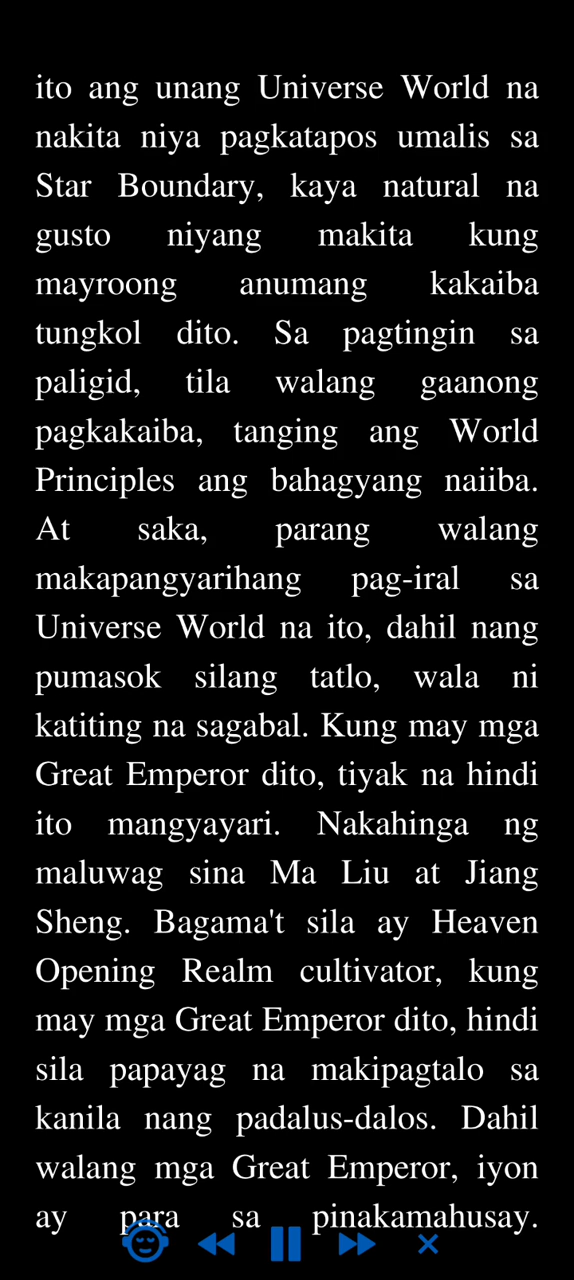 ito ang unang Universe World na
nakita niya pagkatapos umalis sa
Star Boundary, kaya natural na
gusto niyang makita kung
mayroong anumang kakaiba
tungkol dito. Sa pagtingin sa
paligid, tila walang gaanong
pagkakaiba, tanging ang World
Principles ang bahagyang naiiba.
At saka, parang walang
makapangyarihang pag-iral sa
Universe World na ito, dahil nang
pumasok silang tatlo, wala ni
katiting na sagabal. Kung may mga
Great Emperor dito, tiyak na hindi
ito mangyayari. Nakahinga ng
maluwag sina Ma Liu at Jiang
Sheng. Bagama't sila ay Heaven
Opening Realm cultivator, kung
may mga Great Emperor dito, hindi
sila papayag na makipagtalo sa
kanila nang padalus-dalos. Dahil
walang mga Great Emperor, iyon
ay para sa pinakamahusay.